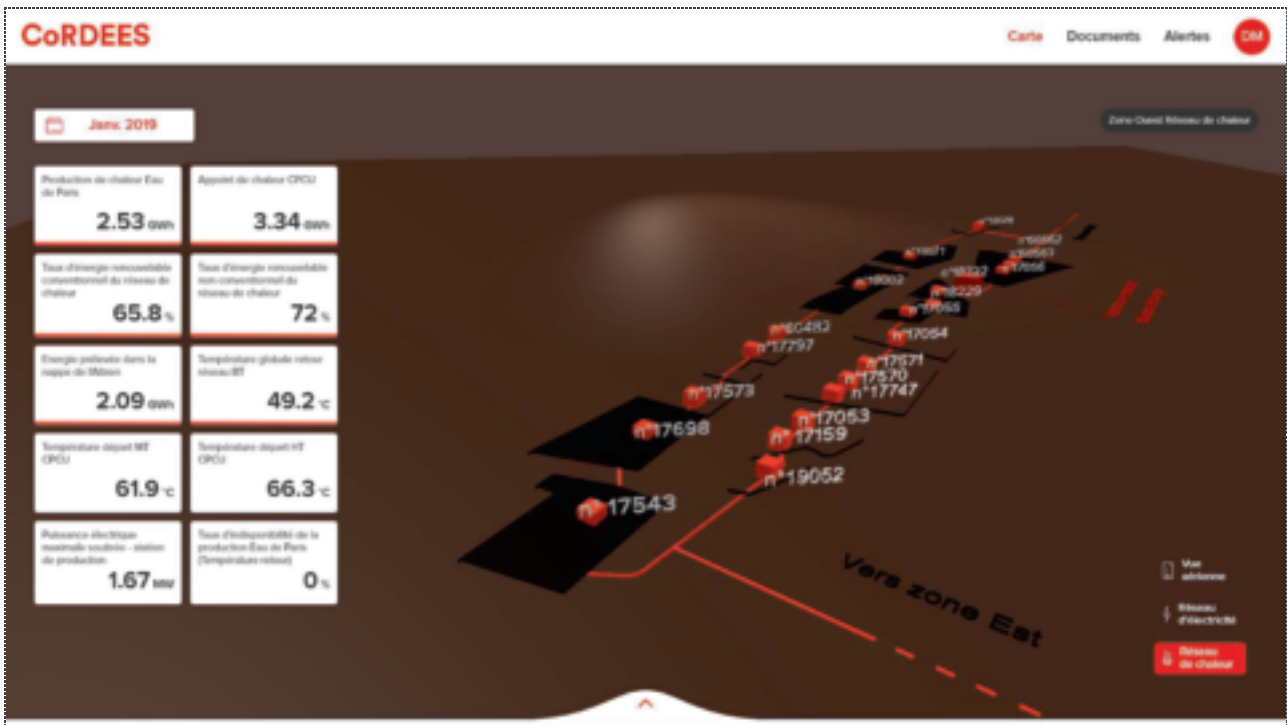 CoRDEES
Carte Documents Alertes DM
Janv. 2019
Zone Ouest Réseau de chaleur
Production de chaleur Eau
de Paris
2.53 GWh
Appoint de chaleur CPCU
3.34 GWh
Taux d'énergie renouvelable
conventionnel du réseau de
chaleur
65.8 %
Taux d'énergie renouvelable
non conventionnel du
réseau de chaleur
72 %
Energie prélevée dans la
nappe de l'Albien
2.09 GWh
Température globale retour
réseau BT
49.2 °C
Température départ MT
CPCU
61.9 °C
Température départ HT
CPCU
66.3 °C
Puissance électrique
maximale soutirée - station
de production
1.67 MW
Taux d'indisponibilité de la
production Eau de Paris
(Température retour)
0 %
n°17056
n°18229
n°17055
n°17054
n°60482
n°17797
n°17571
n°17570
n°17747
n°17573
n°17053
n°17698
n°17159
n°19052
n°17543
Vers zone Est
Vue
aérienne
Réseau
d'électricité
Réseau
de chaleur